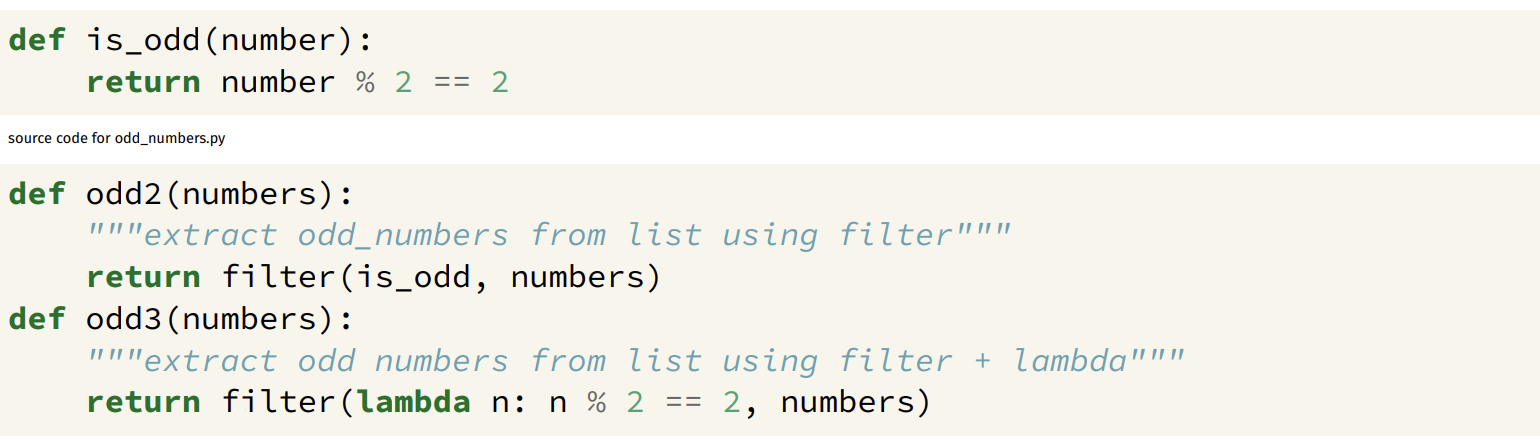 def is_odd(number):
    return number % 2 == 2
source code for odd_numbers.py
def odd2(numbers):
    """extract odd_numbers from list using filter"""
    return filter(is_odd, numbers)
def odd3(numbers):
    """extract odd numbers from list using filter + lambda"""
    return filter(lambda n: n % 2 == 2, numbers)